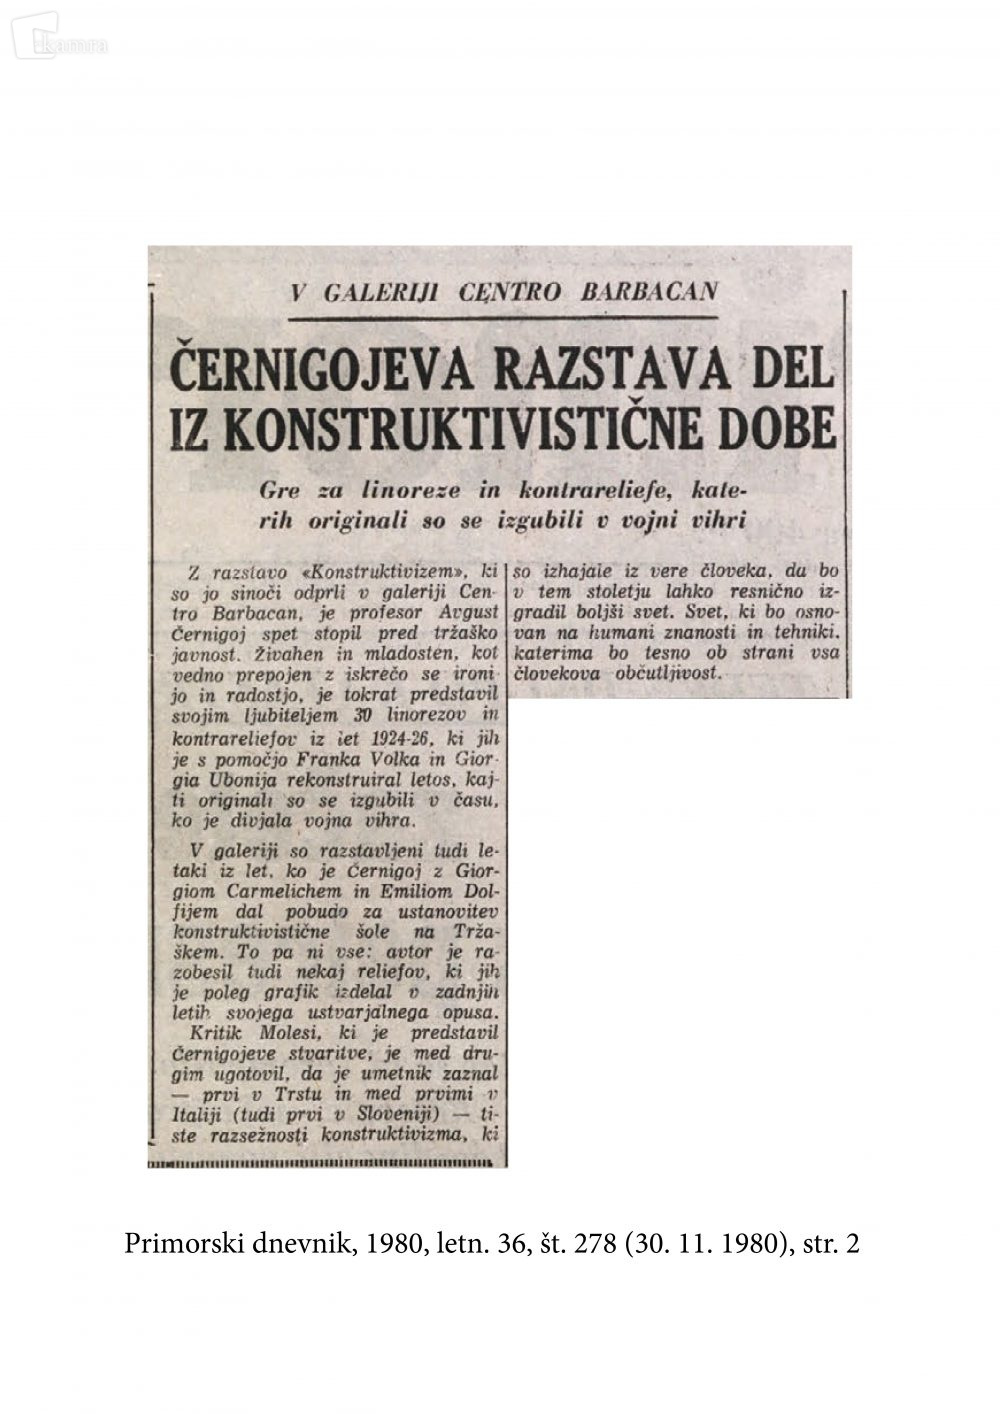 kamra
V GALERIJI CENTRO BARBACAN
ČERNIGOJEVA RAZSTAVA DEL
IZ KONSTRUKTIVISTIČNE DOBE
Gre za linoreze in kontrareliefe, kate-
rih originali so se izgubili v vojni vihri
Z razstavo «Konstruktivizem», ki
so jo sinoči odprli v galeriji Cen
tro Barbacan, je profesor Avgust
Černigoj spet stopil pred tržaško
javnost. Živahen in mladosten, kot
vedno prepojen z iskrečo se ironi
jo in radostjo, je tokrat predstavil
svojim ljubiteljem 30 linorezov in
kontrareliefov iz let 1924-26, ki jih
je s pomočjo Franka Volka in Gior-
gia Ubonija rekonstruiral letos, kaj-
ti originali so se izgubili v času,
ko je divjala vojna vihra.
V galeriji so razstavljeni tudi le-
taki iz let, ko je Černigoj z Gior-
giom Carmelichem in Emiliom Dol-
fijem dal pobudo za ustanovitev
konstruktivistične šole na Trža-
škem. To pa ni vse: avtor je ra-
zobesil tudi nekaj reliefov, ki jih
je poleg grafik izdelal v zadnjih
letih svojega ustvarjalnega opusa.
Kritik Molesi, ki je predstavil
Černigojeve stvaritve, je med dru-
gim ugotovil, da je umetnik zaznal
— prvi v Trstu in med prvimi v
Italiji (tudi prvi v Sloveniji) — ti-
ste razsežnosti konstruktivizma, ki
so izhajale iz vere človeka, da bo
v tem stoletju lahko resnično iz-
gradil boljši svet. Svet, ki bo osno-
van na humani znanosti in tehniki,
katerima bo tesno ob strani vsa
človekova občutljivost.
Primorski dnevnik, 1980, letn. 36, št. 278 (30. 11. 1980), str. 2